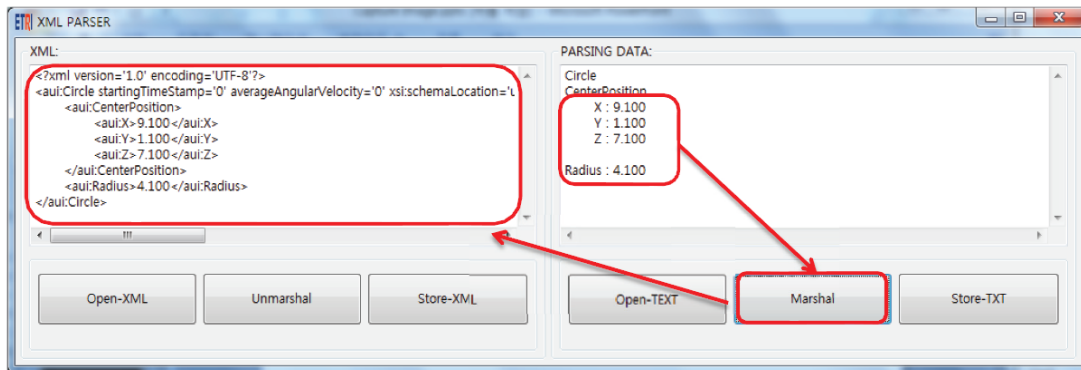 ETRI XML PARSER
XML:
<?xml version='1.0' encoding='UTF-8'?>
<aui:Circle startingTimeStamp='0' averageAngularVelocity='0' xsi:schemaLocation='u
<aui:CenterPosition>
<aui:X>9.100</aui:X>
<aui:Y>1.100</aui:Y>
<aui:Z>7.100</aui:Z>
</aui:CenterPosition>
<aui:Radius>4.100</aui:Radius>
</aui:Circle>
Open-XML
Unmarshal
Store-XML
PARSING DATA:
Circle
CenterPosition
X : 9.100
Y : 1.100
Z : 7.100
Radius : 4.100
Open-TEXT
Marshal
Store-TXT